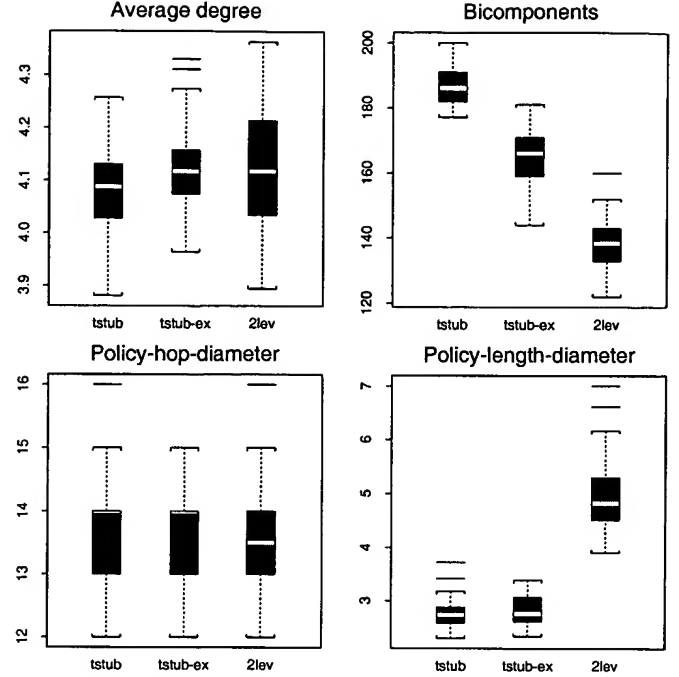 Average degree
4.3
4.2
4.1
4.0
3.9
tstub tstub-ex 2lev
Bicomponents
200
180
160
140
120
tstub tstub-ex 2lev
Policy-hop-diameter
16
15
14
13
12
tstub tstub-ex 2lev
Policy-length-diameter
7
6
5
4
3
tstub tstub-ex 2lev